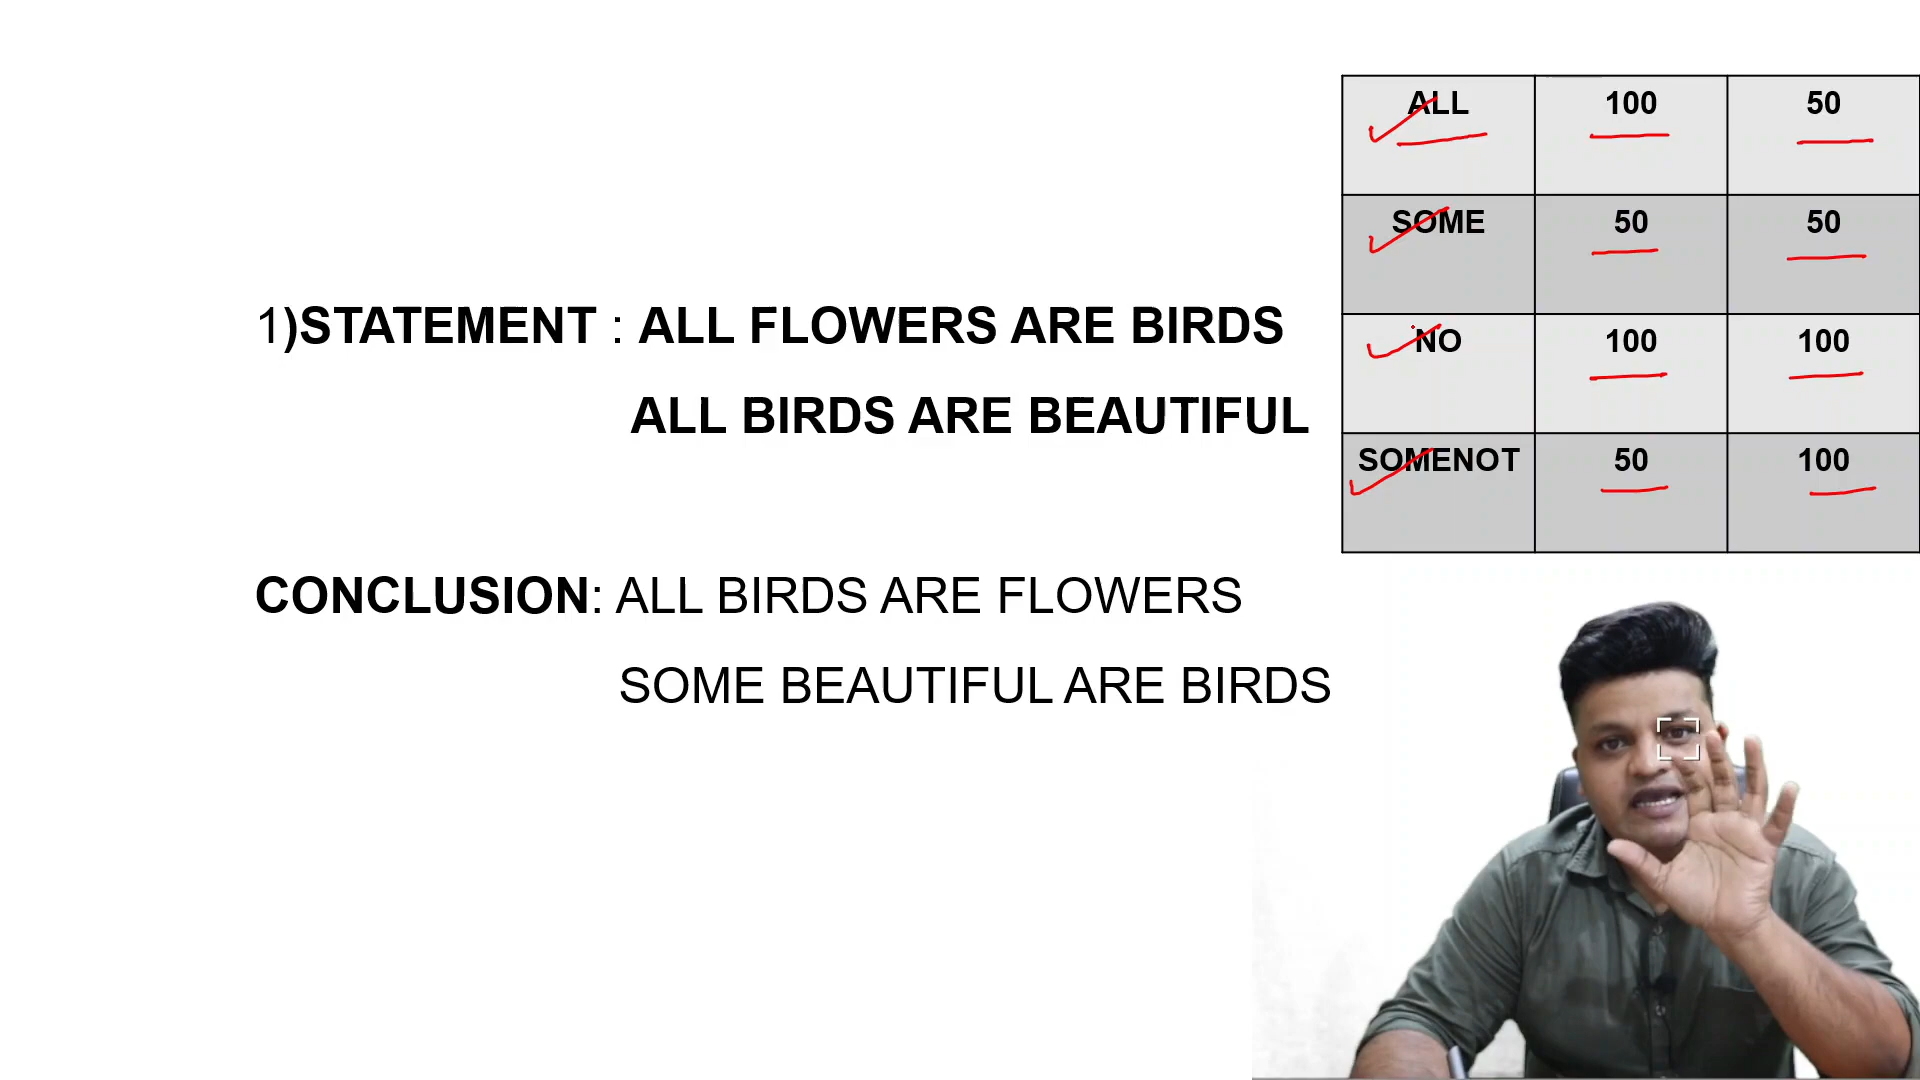 1)STATEMENT : ALL FLOWERS ARE BIRDS
ALL BIRDS ARE BEAUTIFUL
CONCLUSION: ALL BIRDS ARE FLOWERS
SOME BEAUTIFUL ARE BIRDS
ALL 100 50
SOME 50 50
NO 100 100
SOMENOT 50 100